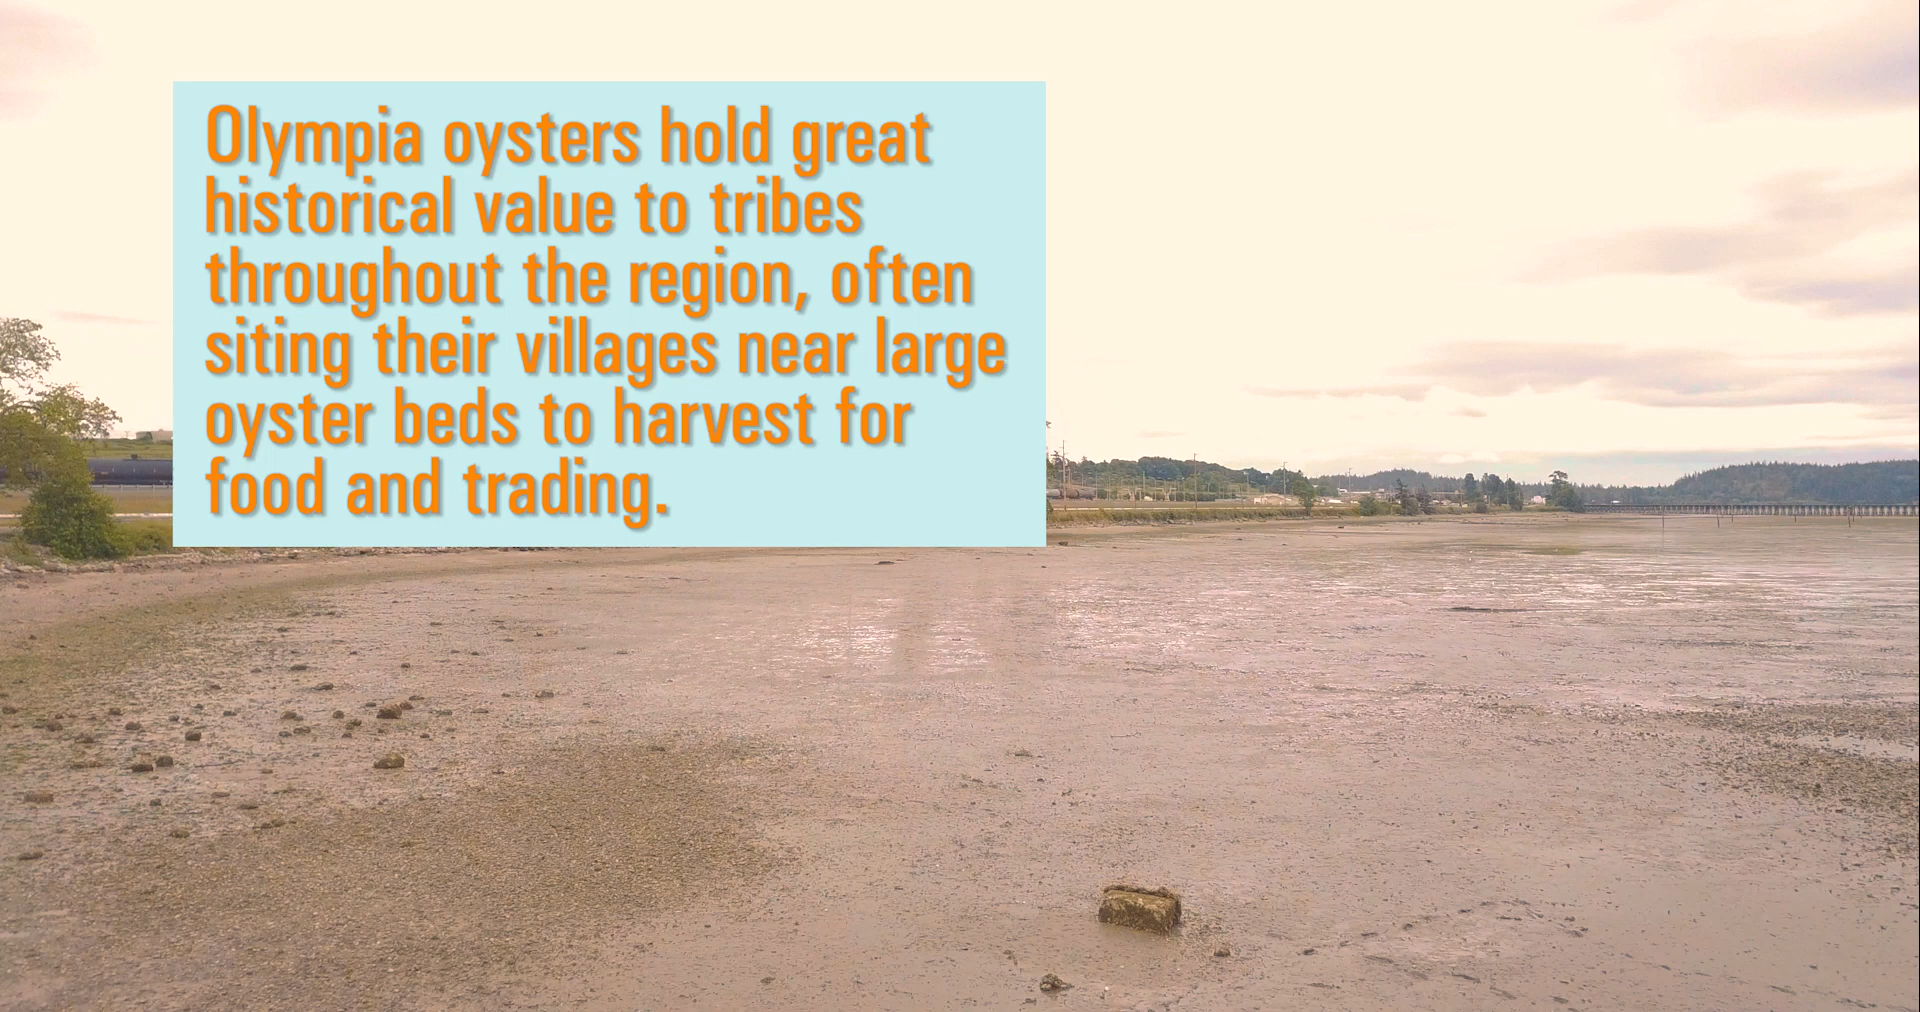 Olympia oysters hold great
historical value to tribes
throughout the region, often
siting their villages near large
oyster beds to harvest for
food and trading.